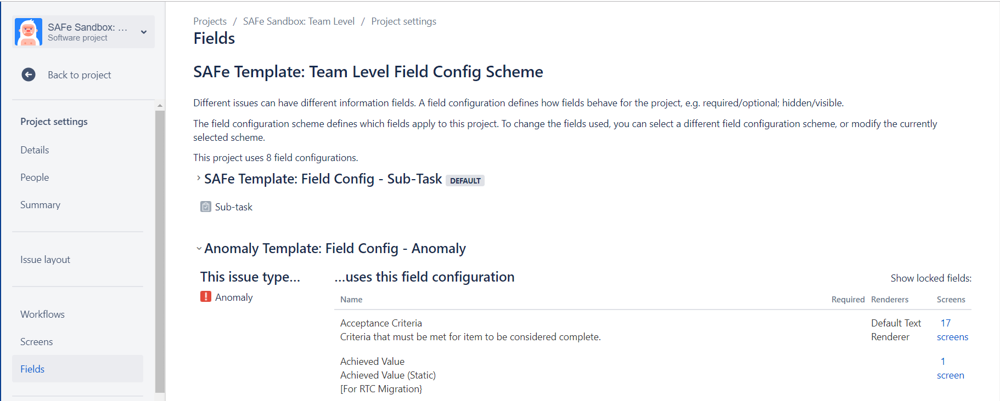 SAFe Sandbox: ...
Software project
Back to project
Project settings
Details
People
Summary
Issue layout
Workflows
Screens
Fields
Projects / SAFe Sandbox: Team Level / Project settings
Fields
SAFe Template: Team Level Field Config Scheme
Different issues can have different information fields. A field configuration defines how fields behave for the project, e.g. required/optional; hidden/visible.
The field configuration scheme defines which fields apply to this project. To change the fields used, you can select a different field configuration scheme, or modify the currently
selected scheme.
This project uses 8 field configurations.
SAFe Template: Field Config - Sub-Task DEFAULT
Sub-task
Anomaly Template: Field Config - Anomaly
This issue type... ...uses this field configuration Show locked fields:
Anomaly
Name Required Renderers Screens
Acceptance Criteria Default Text 17
Criteria that must be met for item to be considered complete. Renderer screens
Achieved Value 1
Achieved Value (Static) screen
[For RTC Migration}